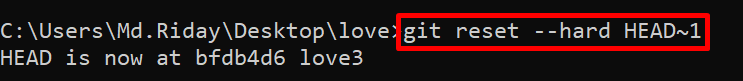 C:\Users\Md.Riday\Desktop\love>git reset --hard HEAD~1
HEAD is now at bfdb4d6 love3